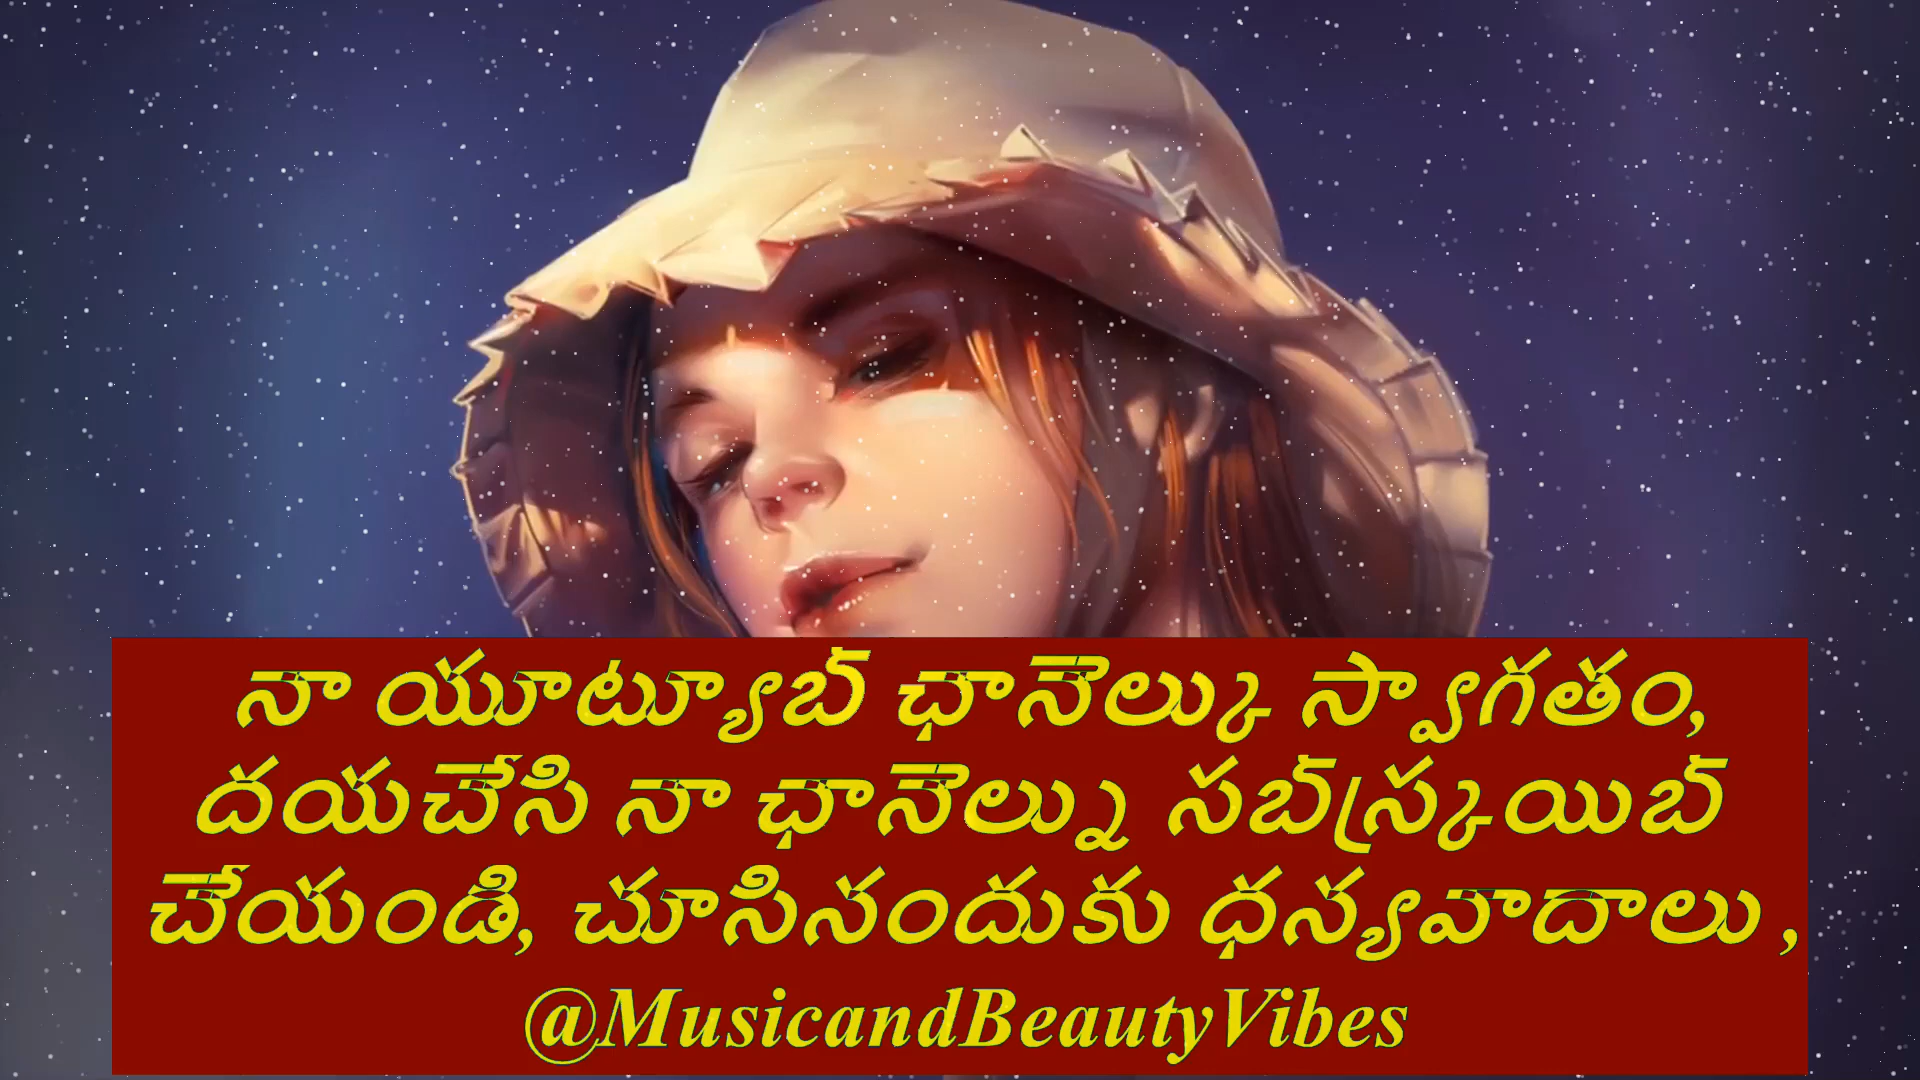 నా యూట్యూబ్ ఛానెల్కు స్వాగతం,
దయచేసి నా ఛానెల్ను సబ్స్క్రయిబ్
చేయండి, చూసినందుకు ధన్యవాదాలు ,
@MusicandBeautyVibes